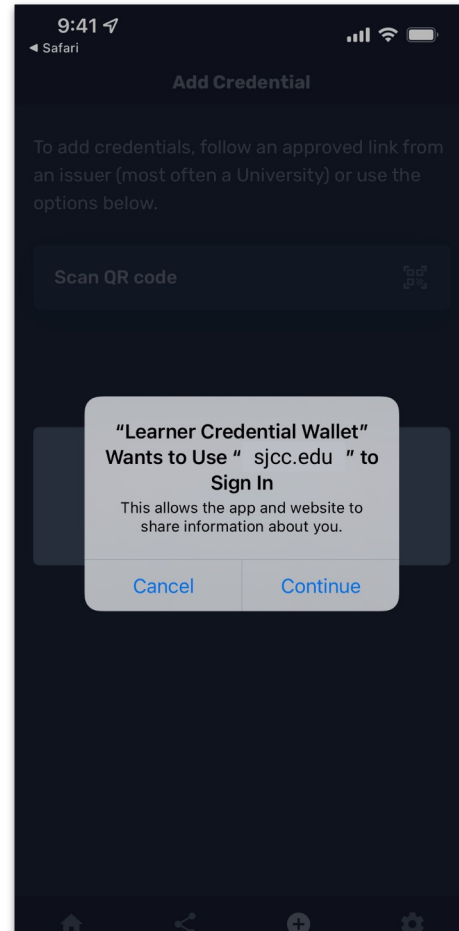 9:41
◀ Safari
Add Credential
To add credentials, follow an approved link from
an issuer (most often a University) or use the
options below.
Scan QR code
“Learner Credential Wallet”
Wants to Use “ sjcc.edu ” to
Sign In
This allows the app and website to
share information about you.
Cancel
Continue